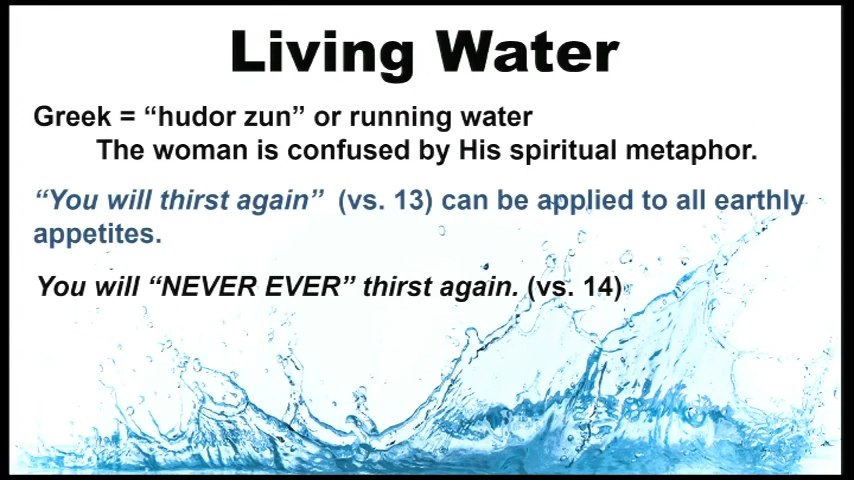 Living Water
Greek = “hudor zun” or running water
The woman is confused by His spiritual metaphor.
“You will thirst again” (vs. 13) can be applied to all earthly
appetites.
You will “NEVER EVER” thirst again. (vs. 14)